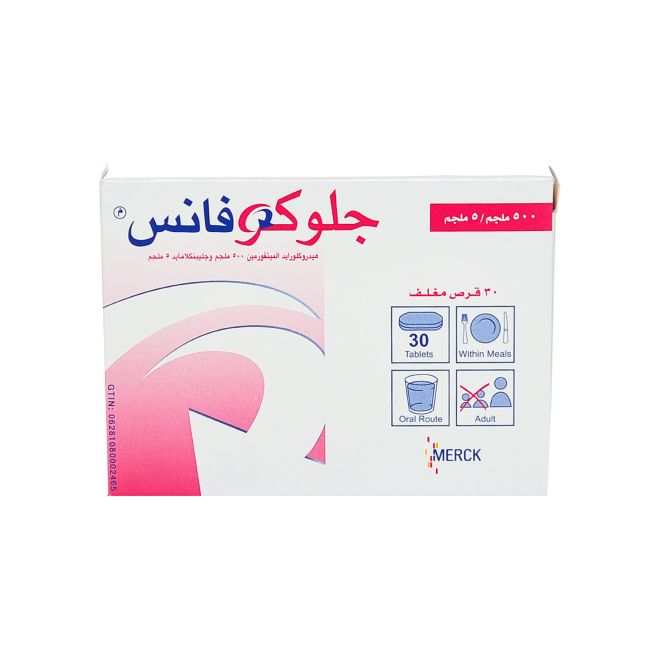 جلوكوفانس
م
هيدروكلورايد الميتفورمين ٥٠٠ ملجم وجليبنكلامايد ٥ ملجم
٥٠٠ ملجم/ ٥ ملجم
٣٠ قرص مغلف
30
Tablets
Within Meals
Oral Route
Adult
MERCK
GTIN: 06281080002465